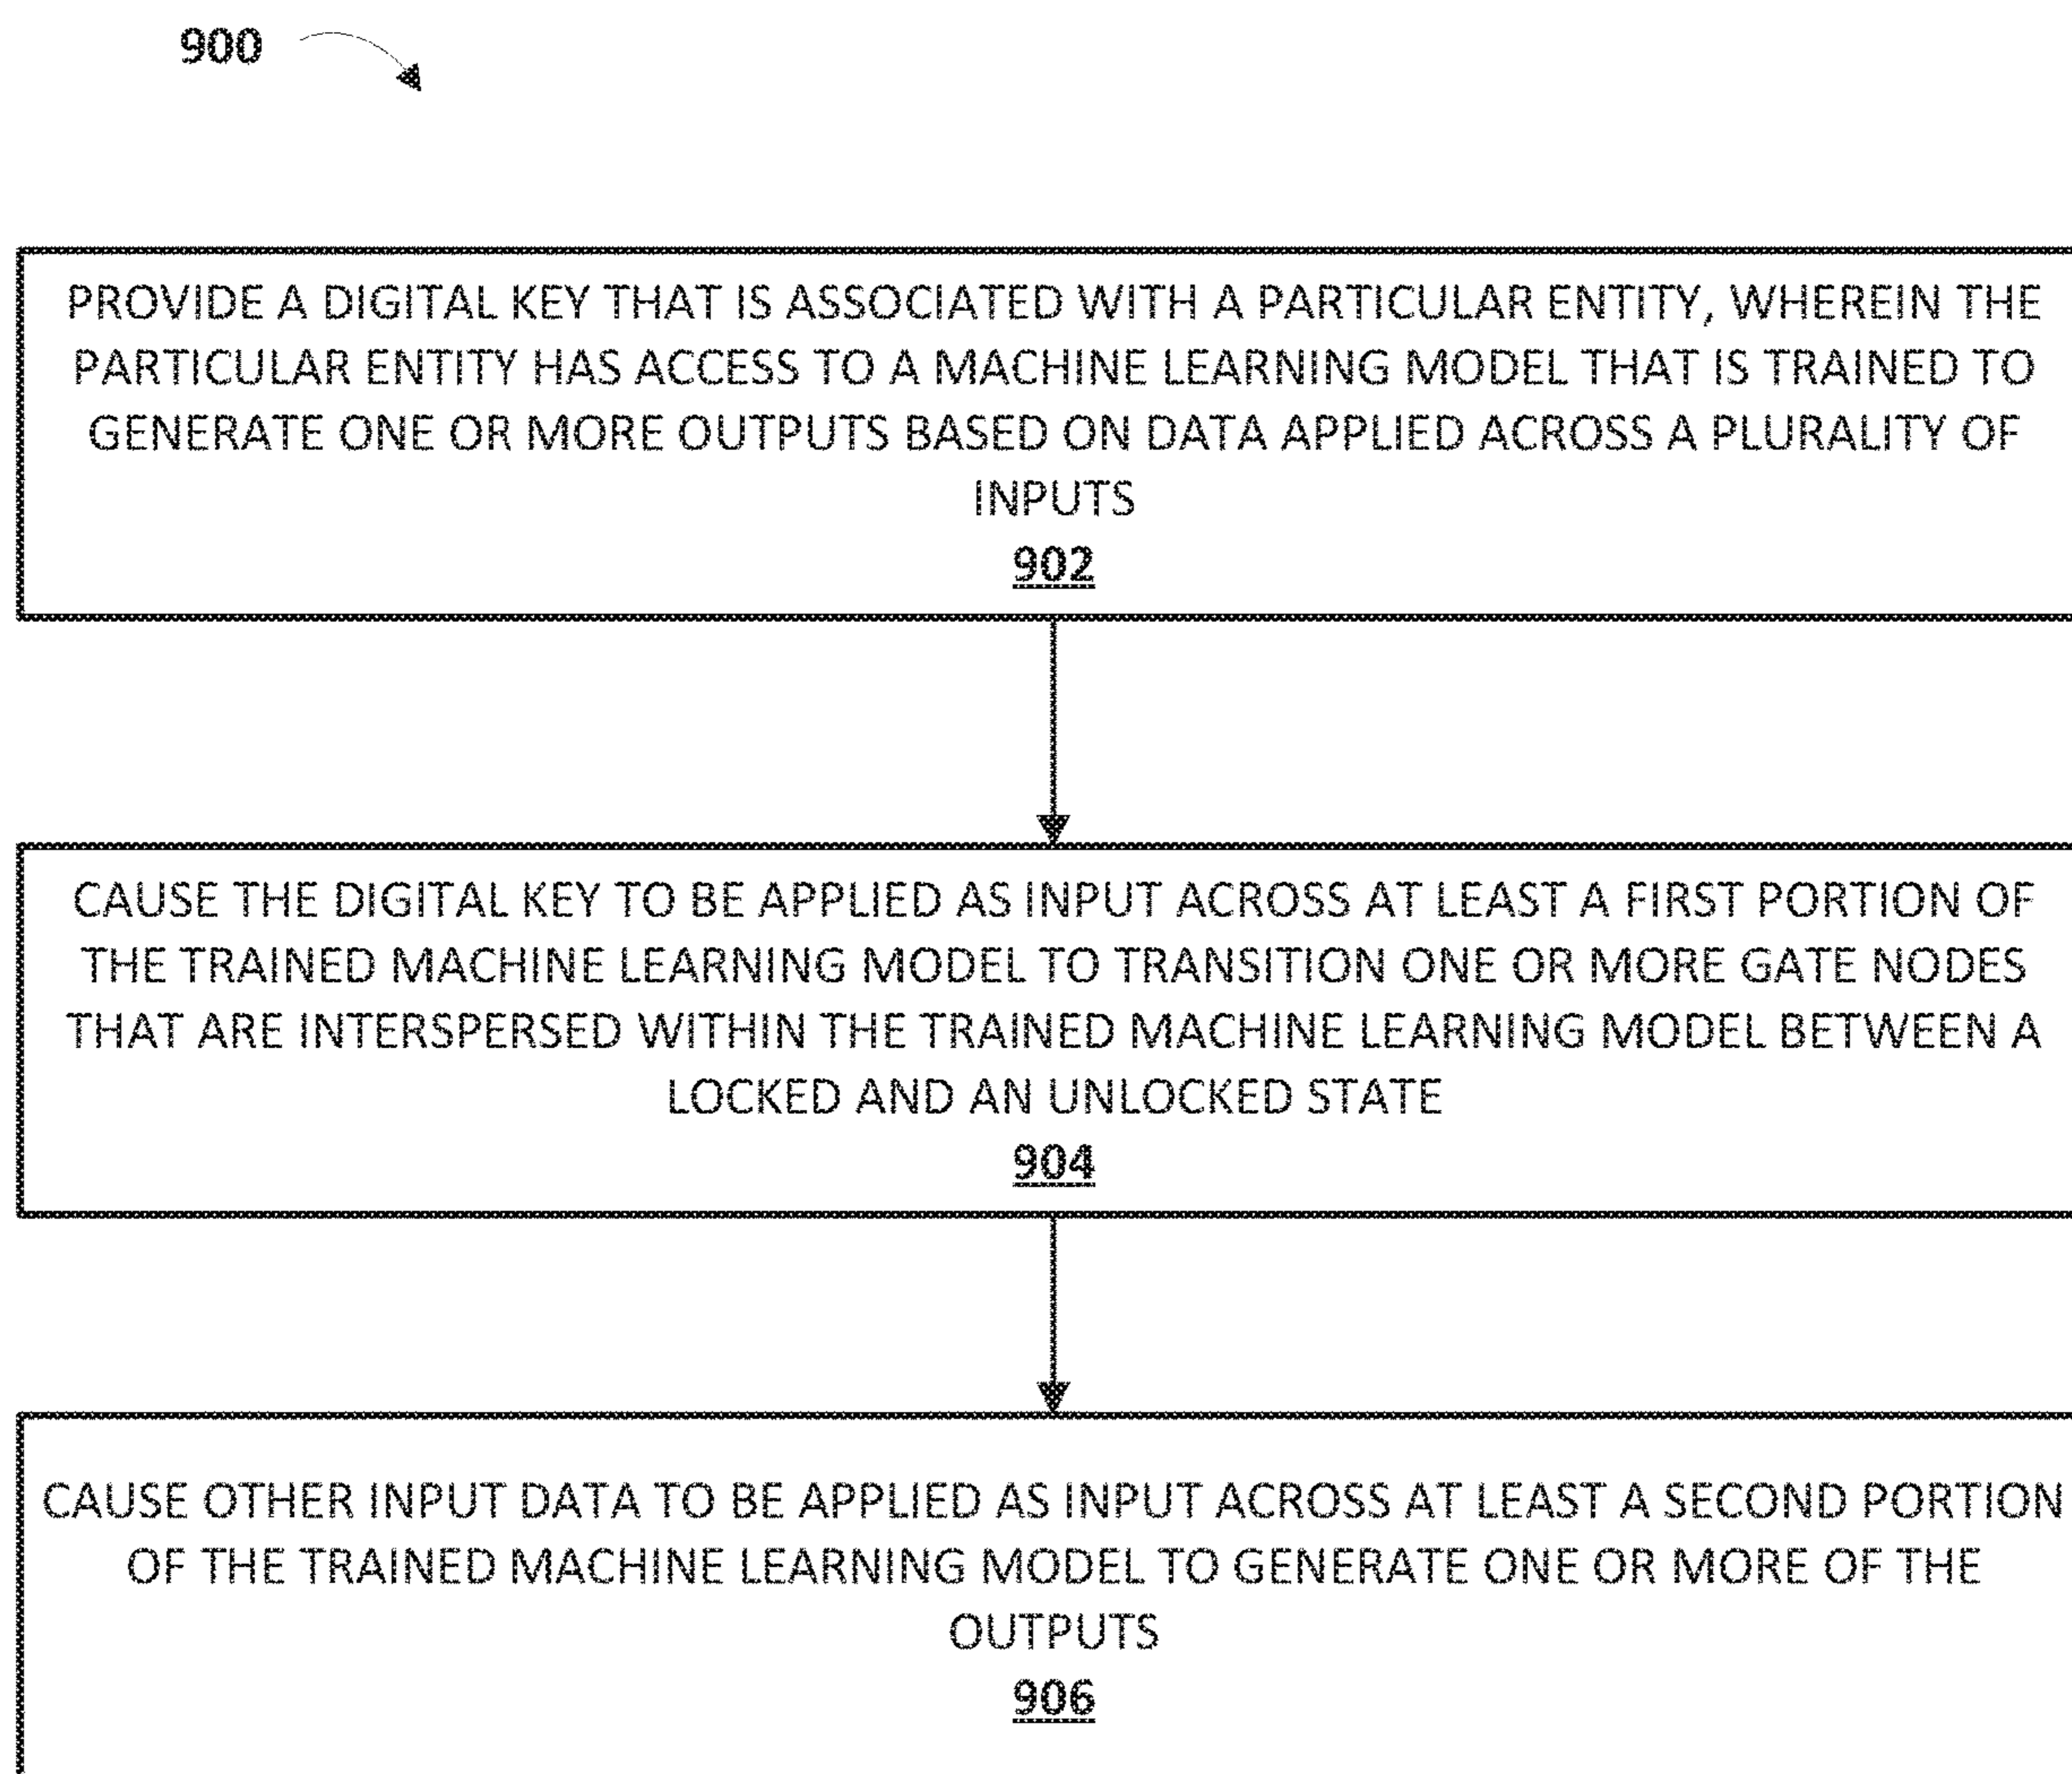 900
PROVIDE A DIGITAL KEY THAT IS ASSOCIATED WITH A PARTICULAR ENTITY, WHEREIN THE
PARTICULAR ENTITY HAS ACCESS TO A MACHINE LEARNING MODEL THAT IS TRAINED TO
GENERATE ONE OR MORE OUTPUTS BASED ON DATA APPLIED ACROSS A PLURALITY OF
INPUTS
902
CAUSE THE DIGITAL KEY TO BE APPLIED AS INPUT ACROSS AT LEAST A FIRST PORTION OF
THE TRAINED MACHINE LEARNING MODEL TO TRANSITION ONE OR MORE GATE NODES
THAT ARE INTERSPERSED WITHIN THE TRAINED MACHINE LEARNING MODEL BETWEEN A
LOCKED AND AN UNLOCKED STATE
904
CAUSE OTHER INPUT DATA TO BE APPLIED AS INPUT ACROSS AT LEAST A SECOND PORTION
OF THE TRAINED MACHINE LEARNING MODEL TO GENERATE ONE OR MORE OF THE
OUTPUTS
906